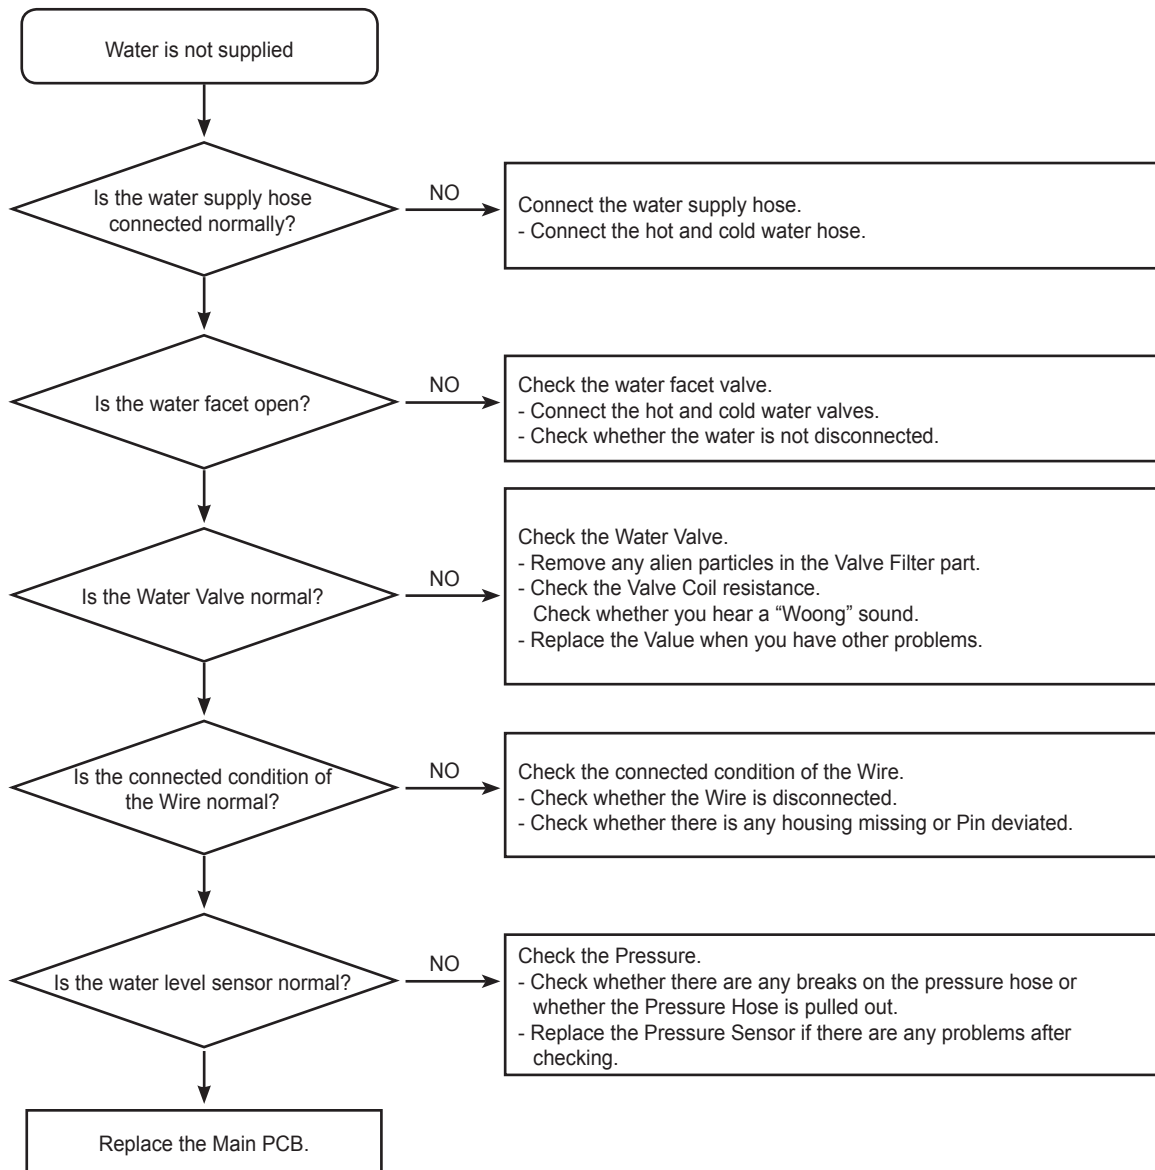 Water is not supplied
Is the water supply hose
connected normally?
NO
Connect the water supply hose.
- Connect the hot and cold water hose.
Is the water facet open?
NO
Check the water facet valve.
- Connect the hot and cold water valves.
- Check whether the water is not disconnected.
Is the Water Valve normal?
NO
Check the Water Valve.
- Remove any alien particles in the Valve Filter part.
- Check the Valve Coil resistance.
Check whether you hear a “Woong” sound.
- Replace the Value when you have other problems.
Is the connected condition of
the Wire normal?
NO
Check the connected condition of the Wire.
- Check whether the Wire is disconnected.
- Check whether there is any housing missing or Pin deviated.
Is the water level sensor normal?
NO
Check the Pressure.
- Check whether there are any breaks on the pressure hose or
whether the Pressure Hose is pulled out.
- Replace the Pressure Sensor if there are any problems after
checking.
Replace the Main PCB.